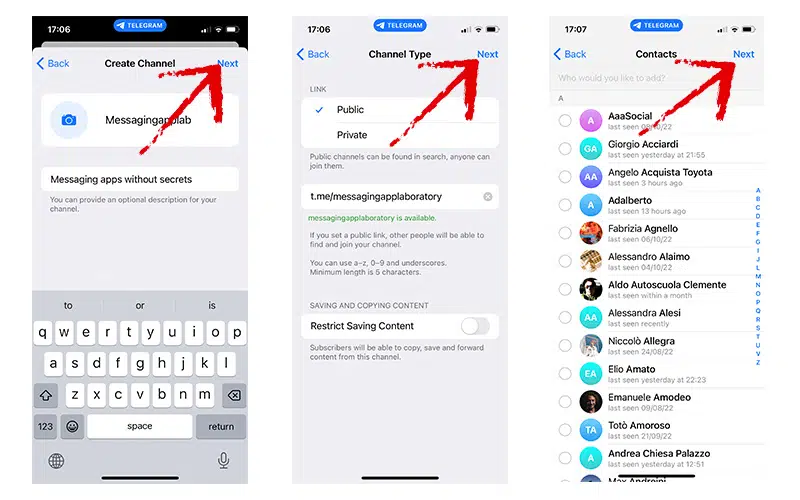 17:06
TELEGRAM
Back
Create Channel
Next
Messagingapplab
Messaging apps without secrets
You can provide an optional description for your
channel.
to or is
q w e r t y u i o p
a s d f g h j k l
z x c v b n m
123 space return
17:06
TELEGRAM
Back
Channel Type
Next
LINK
Public
Private
Public channels can be found in search, anyone can
join them.
t.me/messagingapplaboratory
messagingapplaboratory is available.
If you set a public link, other people will be able to
find and join your channel.
You can use a–z, 0–9 and underscores.
Minimum length is 5 characters.
SAVING AND COPYING CONTENT
Restrict Saving Content
Subscribers will be able to copy, save and forward
content from this channel.
17:07
TELEGRAM
Back
Contacts
Next
Who would you like to add?
A
A
AaaSocial
last seen 08/10/22
GA
Giorgio Acciardi
last seen yesterday at 21:55
AA
Angelo Acquista Toyota
last seen 3 hours ago
A
Adalberto
last seen 13 hours ago
Fabrizia Agnello
last seen 06/10/22
Alessandro Alaimo
last seen 04/10/22
Aldo Autoscuola Clemente
last seen within a month
AA
Alessandra Alesi
last seen recently
Niccolò Allegra
last seen 24/08/22
EA
Elio Amato
last seen yesterday at 22:23
Emanuele Amodeo
last seen 09/08/22
TA
Totò Amoroso
last seen 21/09/22
AP
Andrea Chiesa Palazzo
last seen yesterday at 12:51
Max Andreini
A
B
C
D
E
F
G
I
J
L
M
N
O
P
Q
R
S
T
U
V
Z